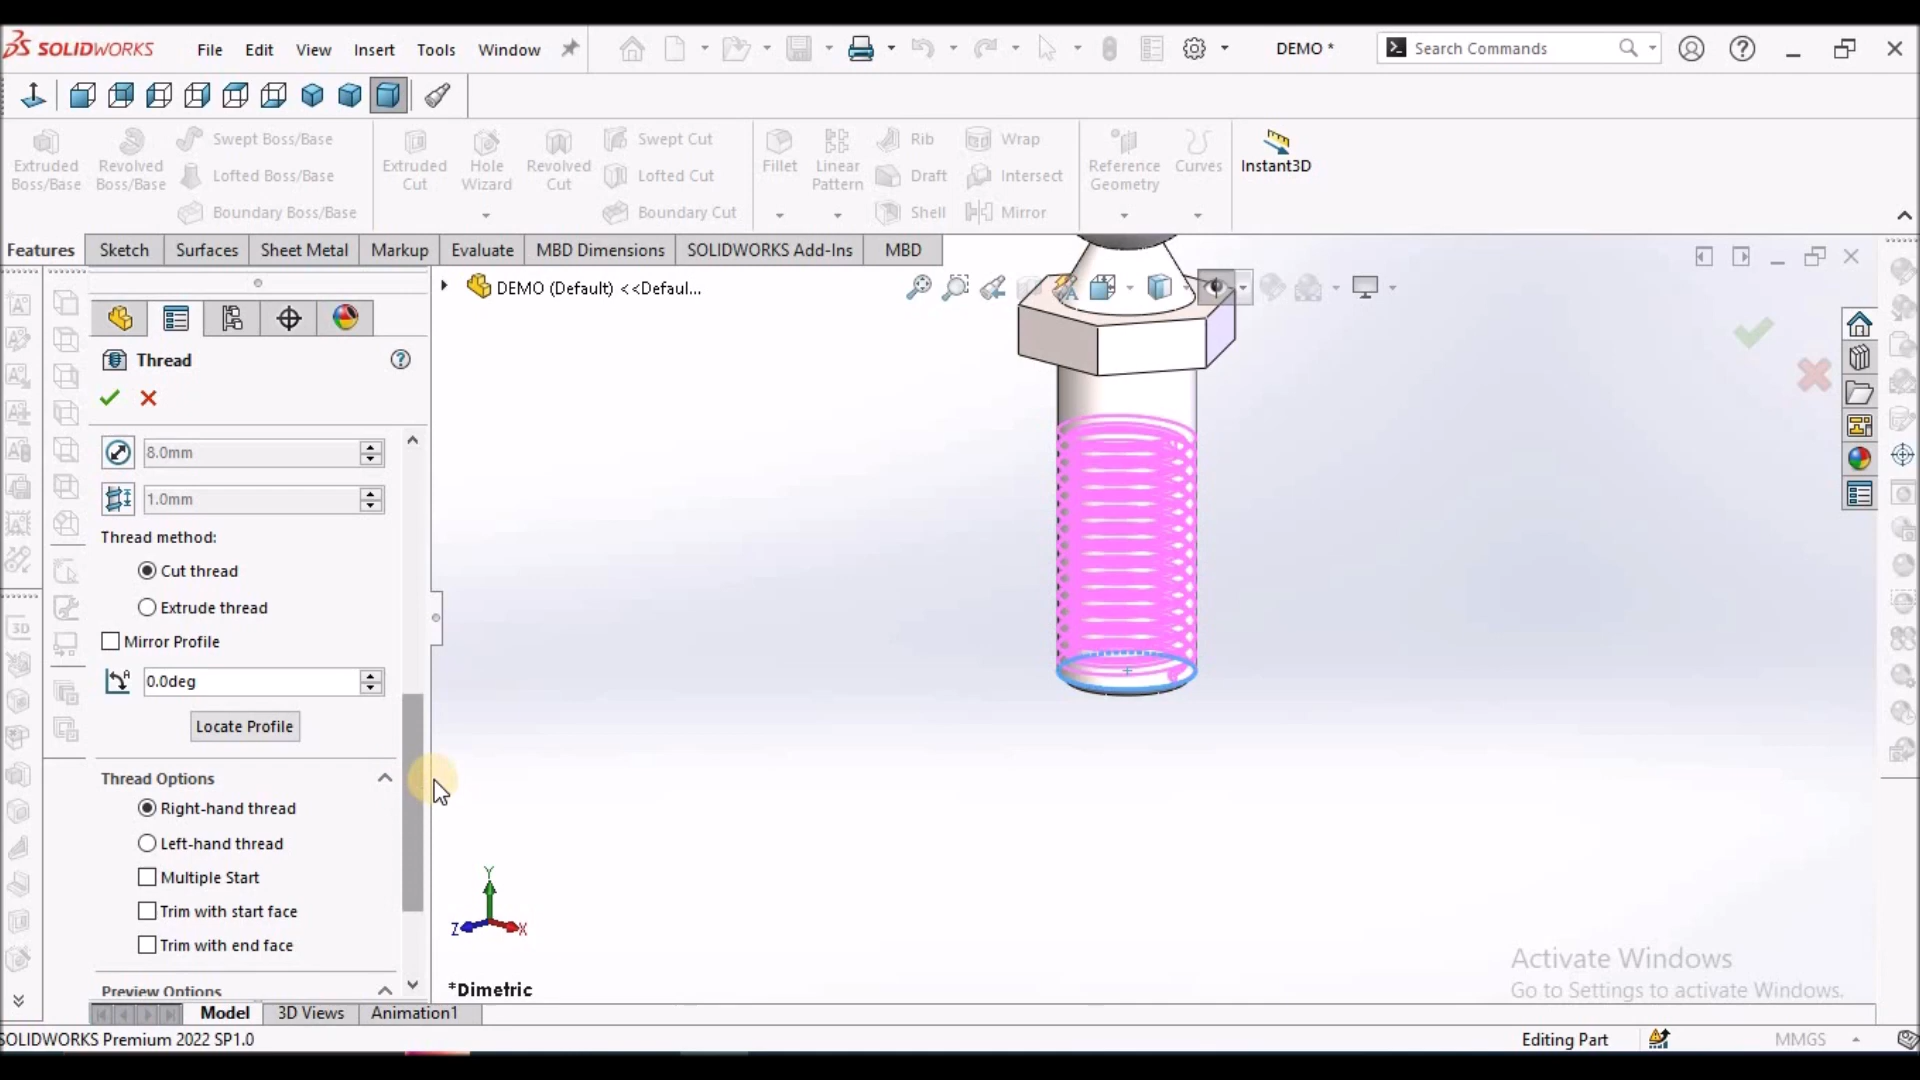 SOLIDWORKS File Edit View Insert Tools Window DEMO * Search Commands
Extruded Boss/Base Revolved Boss/Base Swept Boss/Base Lofted Boss/Base Boundary Boss/Base Extruded Cut Hole Wizard Revolved Cut Swept Cut Lofted Cut Boundary Cut Fillet Linear Pattern Rib Draft Shell Wrap Intersect Mirror Reference Geometry Curves Instant3D
Features Sketch Surfaces Sheet Metal Markup Evaluate MBD Dimensions SOLIDWORKS Add-Ins MBD
DEMO (Default) <<Defaul...
Thread
8.0mm
1.0mm
Thread method:
Cut thread
Extrude thread
Mirror Profile
0.0deg
Locate Profile
Thread Options
Right-hand thread
Left-hand thread
Multiple Start
Trim with start face
Trim with end face
Preview Options
Y
Z X
*Dimetric
Activate Windows
Go to Settings to activate Windows.
Model 3D Views Animation1
SOLIDWORKS Premium 2022 SP1.0 Editing Part MMGS